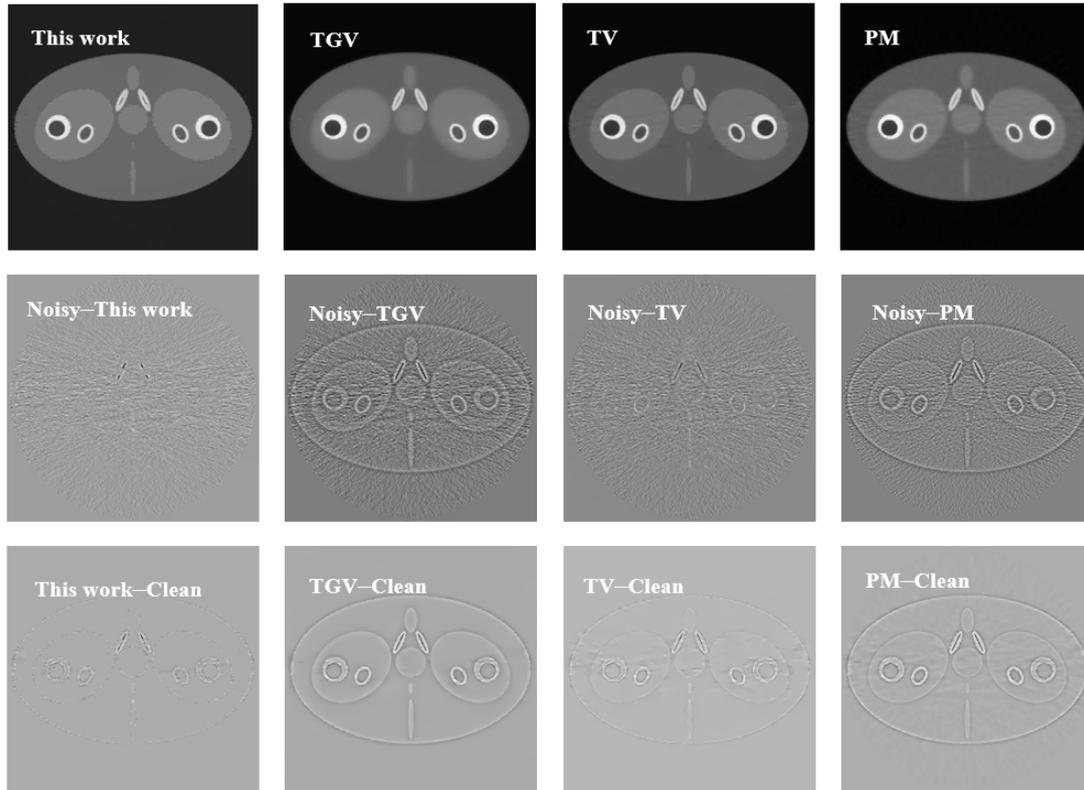 This work
TGV
TV
PM
Noisy—This work
Noisy—TGV
Noisy—TV
Noisy—PM
This work—Clean
TGV—Clean
TV—Clean
PM—Clean